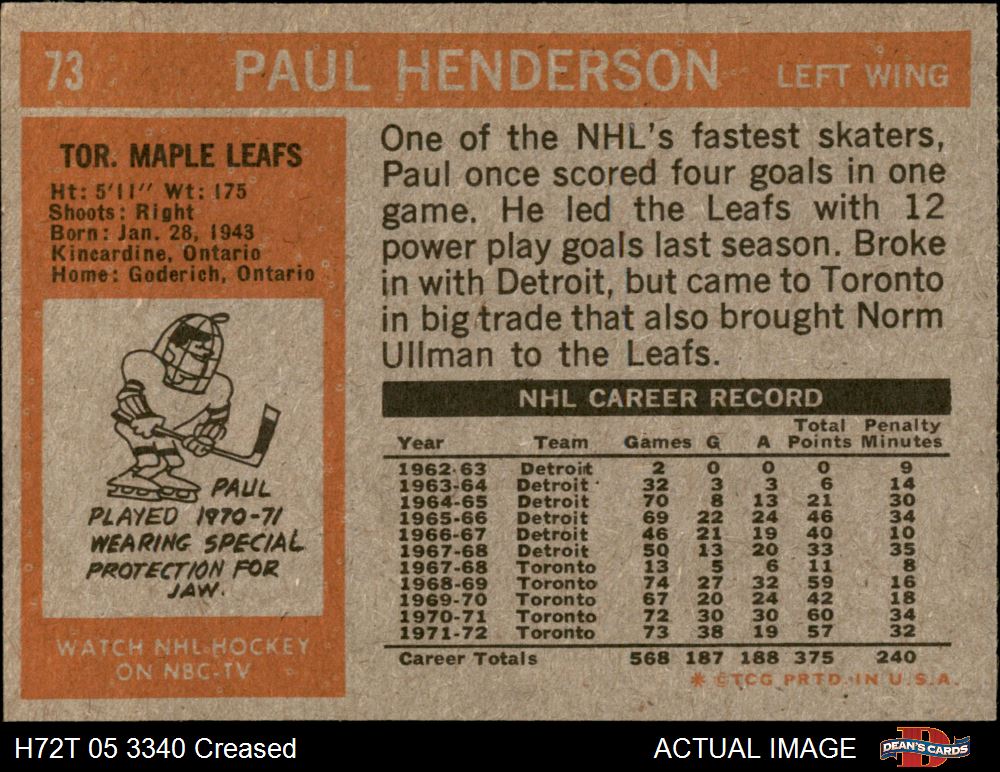 73 PAUL HENDERSON LEFT WING
TOR. MAPLE LEAFS
Ht: 5'11" Wt: 175
Shoots: Right
Born: Jan. 28, 1943
Kincardine, Ontario
Home: Goderich, Ontario
PAUL
PLAYED 1970-71
WEARING SPECIAL
PROTECTION FOR
JAW.
WATCH NHL HOCKEY
ON NBC-TV
One of the NHL's fastest skaters,
Paul once scored four goals in one
game. He led the Leafs with 12
power play goals last season. Broke
in with Detroit, but came to Toronto
in big trade that also brought Norm
Ullman to the Leafs.
NHL CAREER RECORD
Total Penalty
Year Team Games G A Points Minutes
1962-63 Detroit 2 0 0 0 9
1963-64 Detroit 32 3 3 6 14
1964-65 Detroit 70 8 13 21 30
1965-66 Detroit 69 22 24 46 34
1966-67 Detroit 46 21 19 40 10
1967-68 Detroit 50 13 20 33 35
1967-68 Toronto 13 5 6 11 8
1968-69 Toronto 74 27 32 59 16
1969-70 Toronto 67 20 24 42 18
1970-71 Toronto 72 30 30 60 34
1971-72 Toronto 73 38 19 57 32
Career Totals 568 187 188 375 240
* © TCG PRTD. IN U.S.A.
H72T 05 3340 Creased ACTUAL IMAGE DEAN'S CARDS